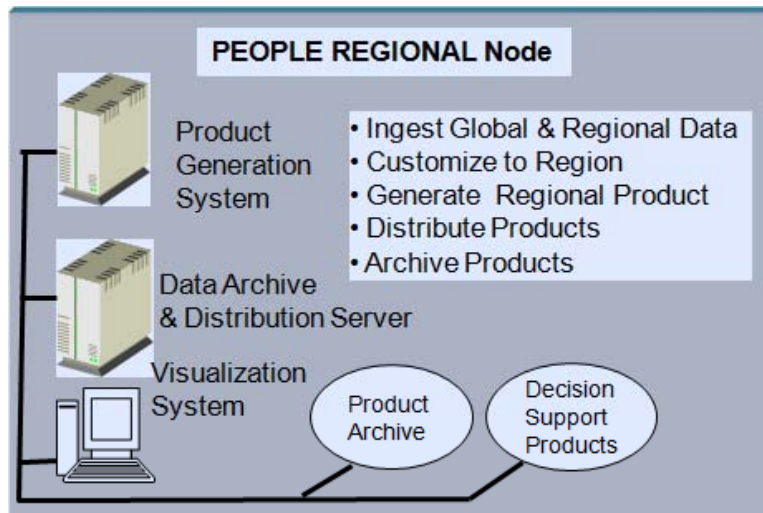 PEOPLE REGIONAL Node
Product
Generation
System
• Ingest Global & Regional Data
• Customize to Region
• Generate Regional Product
• Distribute Products
• Archive Products
Data Archive
& Distribution Server
Visualization
System
Product
Archive
Decision
Support
Products